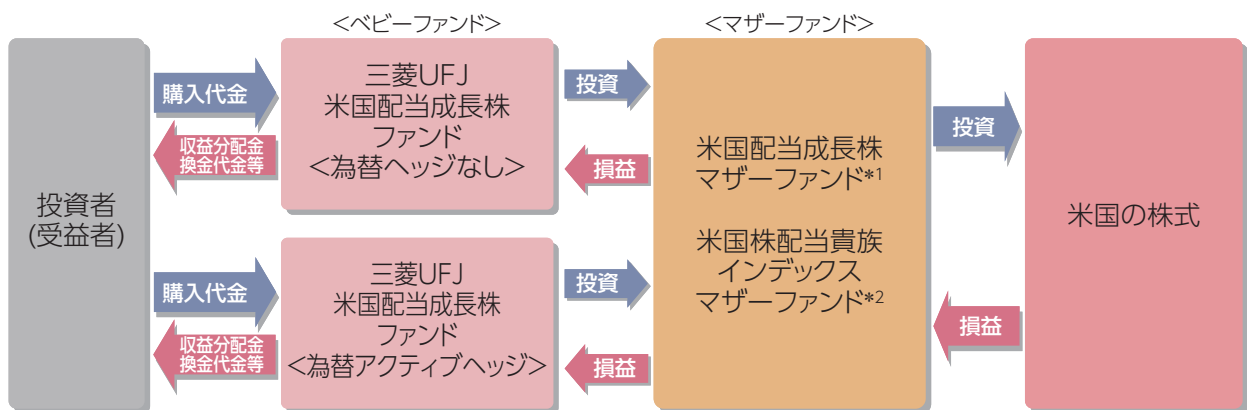 <ベビーファンド>
<マザーファンド>
投資者
(受益者)
購入代金
収益分配金
換金代金等
三菱UFJ
米国配当成長株
ファンド
<為替ヘッジなし>
投資
損益
購入代金
収益分配金
換金代金等
三菱UFJ
米国配当成長株
ファンド
<為替アクティブヘッジ>
投資
損益
米国配当成長株
マザーファンド*1
米国株配当貴族
インデックス
マザーファンド*2
投資
損益
米国の株式